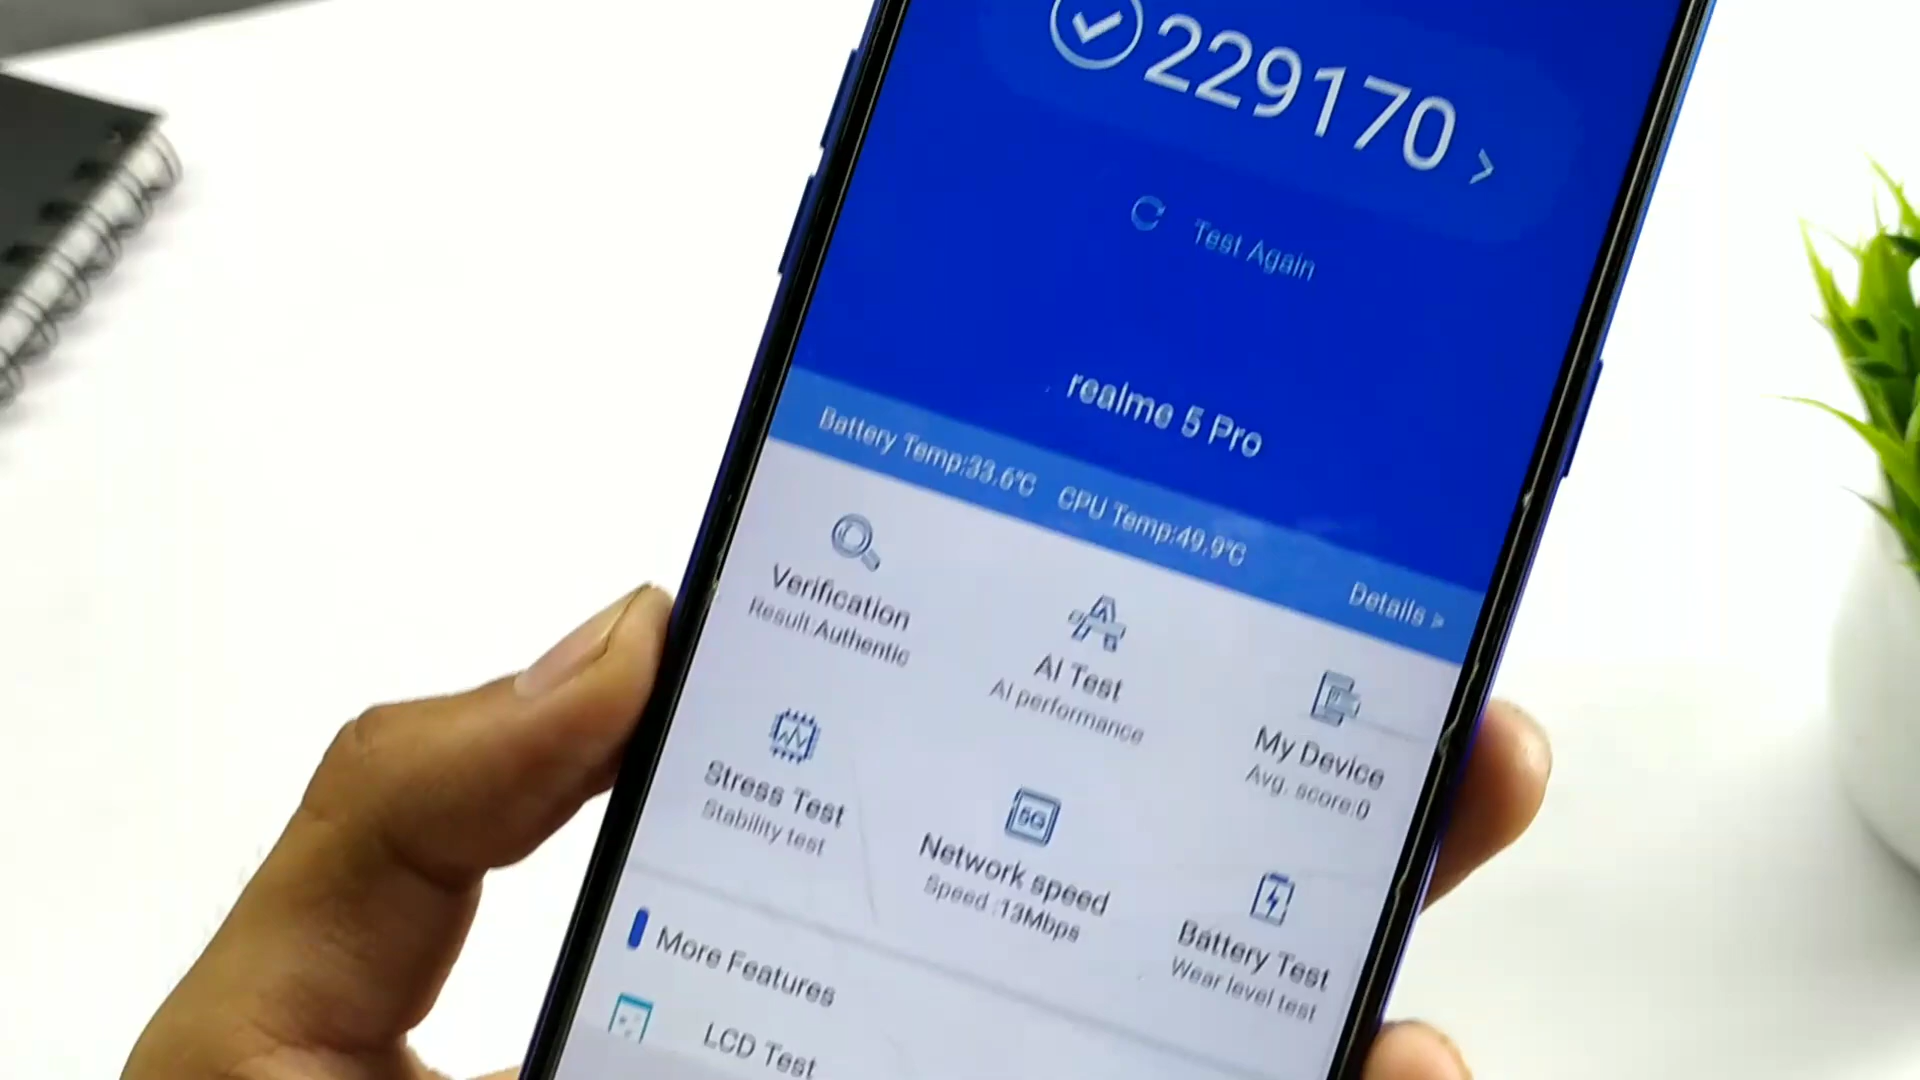 229170 >
Test Again
realme 5 Pro
Battery Temp:33.6°C CPU Temp:49.9°C Details >
Verification
Result:Authentic
AI Test
AI performance
My Device
Avg. score:0
Stress Test
Stability test
5G
Network speed
Speed :13Mbps
Battery Test
Wear level test
More Features
LCD Test